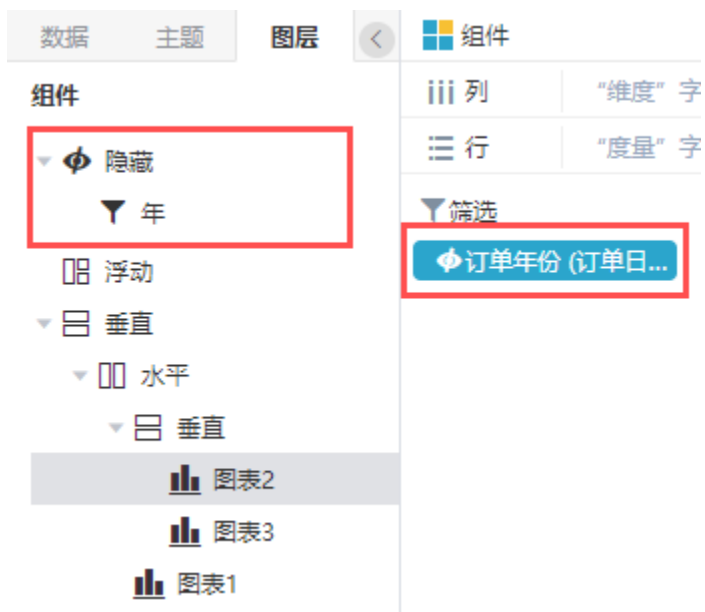 数据 主题 图层
组件
隐藏
年
浮动
垂直
水平
垂直
图表2
图表3
图表1
组件
列 “维度” 字
行 “度量” 字
筛选
订单年份 (订单日...